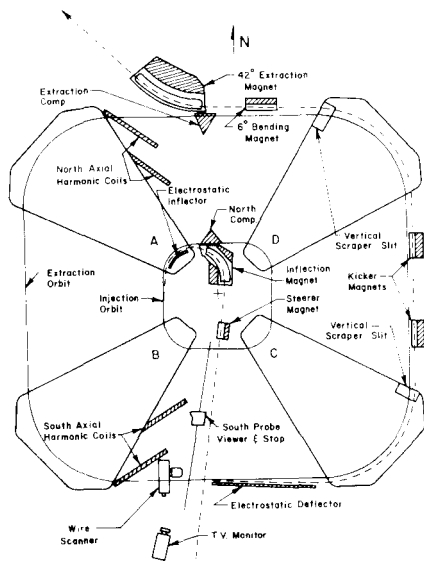 N
42° Extraction
Magnet
Extraction
Comp.
6° Bending
Magnet
North Axial
Harmonic Coils
Electrostatic
Inflector
North
Comp.
Vertical
Scraper Slit
A
D
Extraction
Orbit
Injection
Orbit
Inflection
Magnet
Kicker
Magnets
Steerer
Magnet
Vertical
Scraper
Slit
B
C
South Axial
Harmonic Coils
South Probe
Viewer & Stop
Electrostatic Deflector
Wire
Scanner
T.V. Monitor